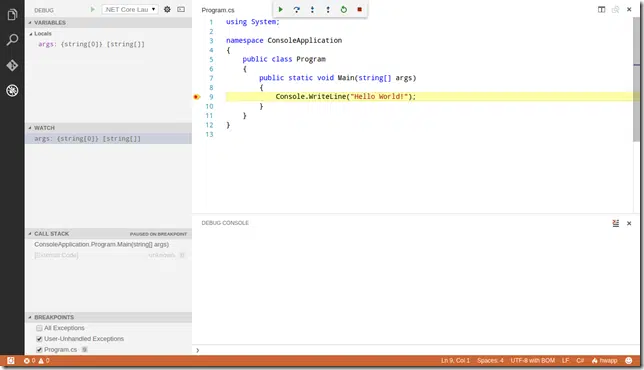 DEBUG
.NET Core Lau
VARIABLES
Locals
args: {string[0]} [string[]]
WATCH
args: {string[0]} [string[]]
CALL STACK
PAUSED ON BREAKPOINT
ConsoleApplication.Program.Main(string[] args)
[External Code]
Unknown
0
BREAKPOINTS
All Exceptions
User-Unhandled Exceptions
Program.cs
9
Program.cs
1 using System;
2
3 namespace ConsoleApplication
4 {
5 public class Program
6 {
7 public static void Main(string[] args)
8 {
9 Console.WriteLine("Hello World!");
10 }
11 }
12 }
13
DEBUG CONSOLE
0
0
Ln 9, Col 1
Spaces: 4
UTF-8 with BOM
LF
C#
hwapp